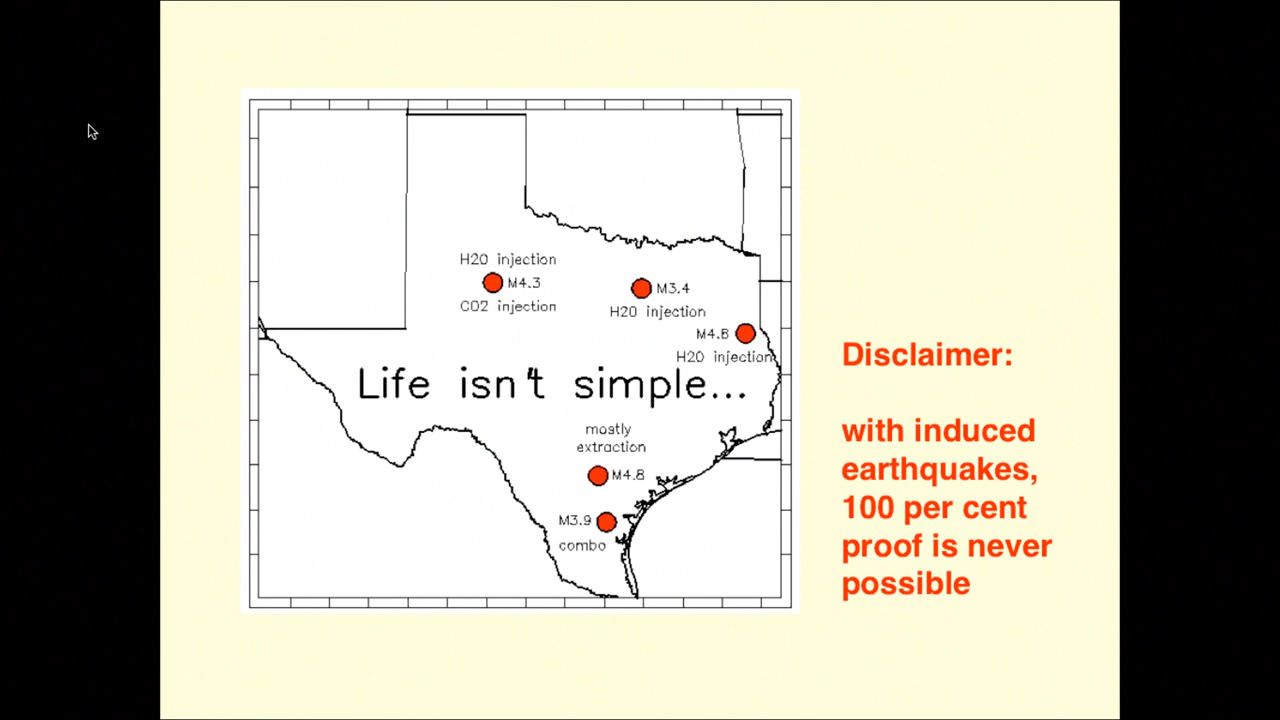 H20 injection
M4.3
CO2 injection
M3.4
H20 injection
M4.8
H20 injection
Life isn't simple...
mostly
extraction
M4.8
M3.9
combo
Disclaimer:
with induced
earthquakes,
100 per cent
proof is never
possible